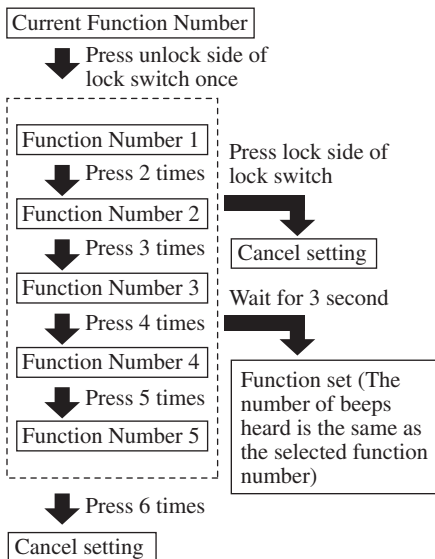 Current Function Number
Press unlock side of
lock switch once
Function Number 1
Press 2 times
Function Number 2
Press lock side of
lock switch
Cancel setting
Press 3 times
Function Number 3
Wait for 3 second
Press 4 times
Function Number 4
Function set (The
number of beeps
heard is the same as
the selected function
number)
Press 5 times
Function Number 5
Press 6 times
Cancel setting